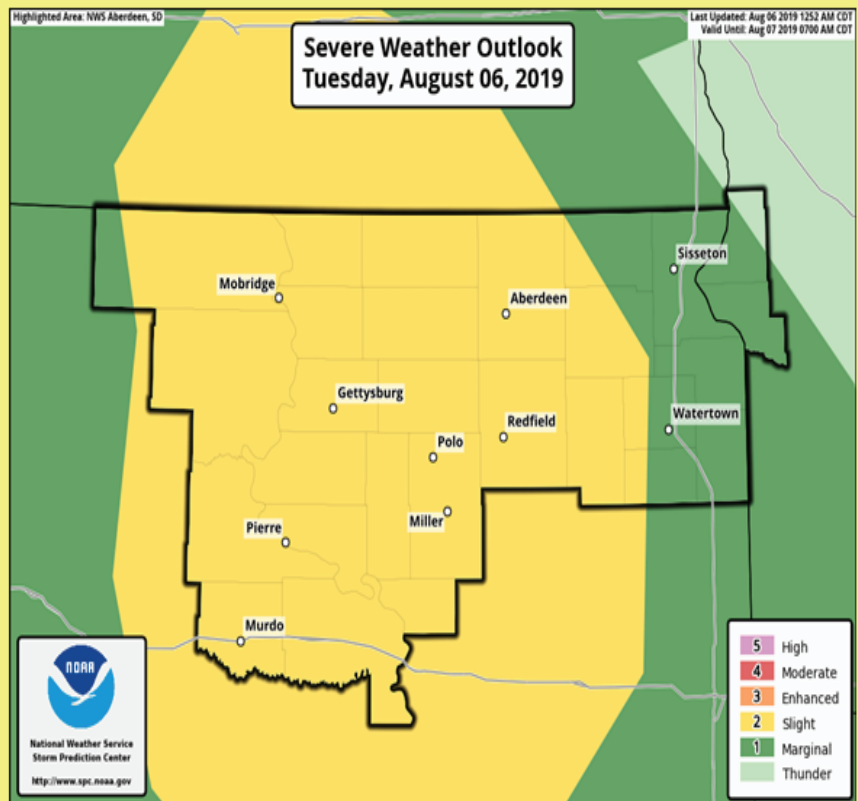 Highlighted Area: NWS Aberdeen, SD
Last Updated: Aug 06 2019 1252 AM CDT
Valid Until: Aug 07 2019 0700 AM CDT
Severe Weather Outlook
Tuesday, August 06, 2019
Sisseton
Mobridge
Aberdeen
Gettysburg
Watertown
Redfield
Polo
Miller
Pierre
Murdo
NOAA
National Weather Service
Storm Prediction Center
http://www.spc.noaa.gov
5 High
4 Moderate
3 Enhanced
2 Slight
1 Marginal
Thunder